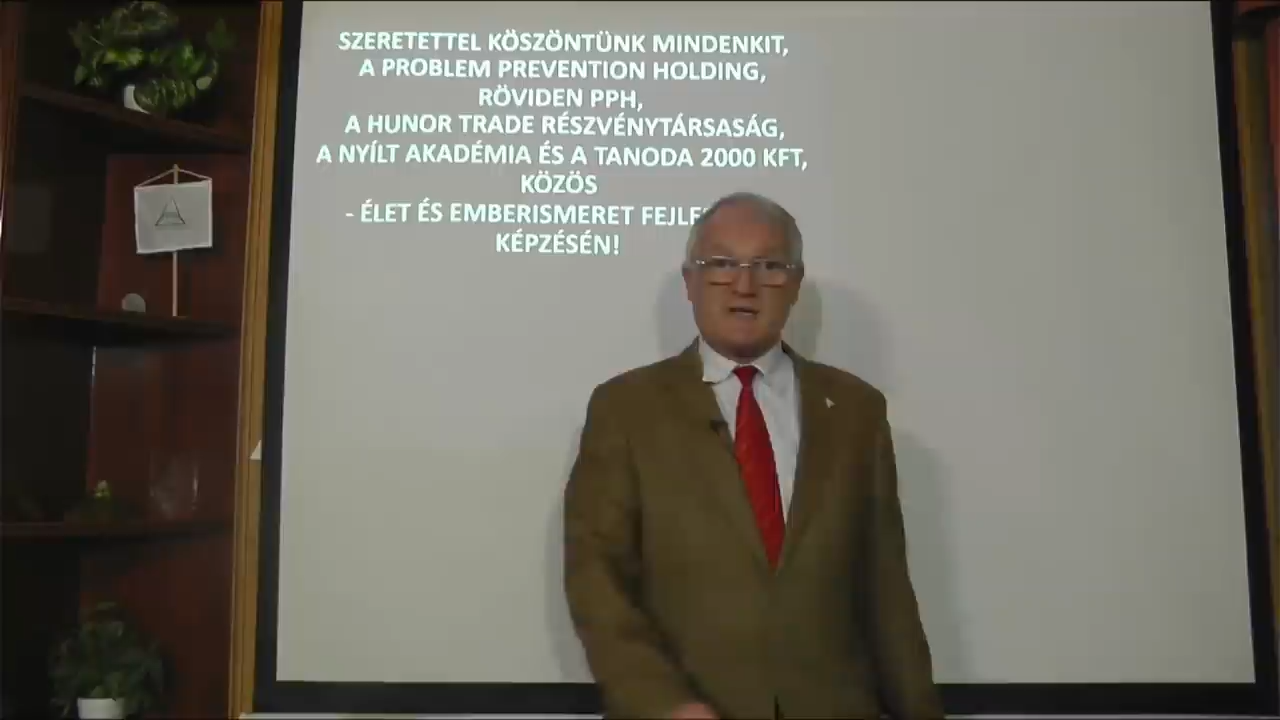 SZERETETTEL KÖSZÖNTÜNK MINDENKIT,
A PROBLEM PREVENTION HOLDING,
RÖVIDEN PPH,
A HUNOR TRADE RÉSZVÉNYTÁRSASÁG,
A NYÍLT AKADÉMIA ÉS A TANODA 2000 KFT,
KÖZÖS
- ÉLET ÉS EMBERISMERET
KÉPZÉSÉN!